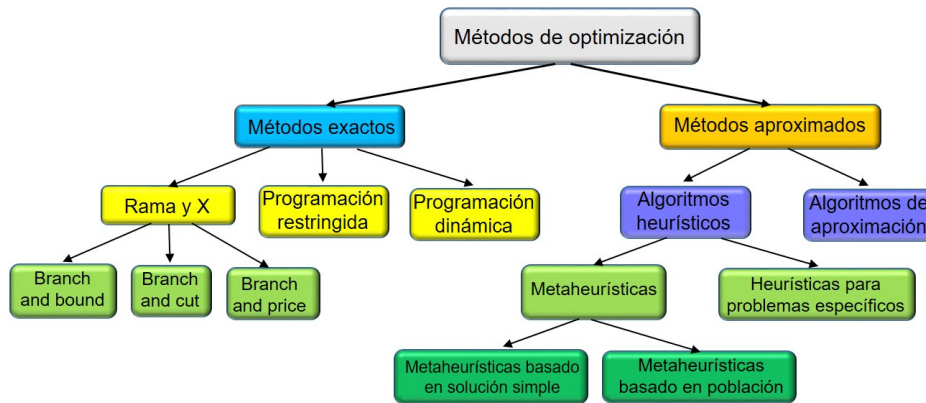 Métodos de optimización
Métodos exactos
Métodos aproximados
Rama y X
Programación
restringida
Programación
dinámica
Algoritmos
heurísticos
Algoritmos de
aproximación
Branch
and bound
Branch
and cut
Branch
and price
Metaheurísticas
Heurísticas para
problemas específicos
Metaheurísticas basado
en solución simple
Metaheurísticas
basado en población